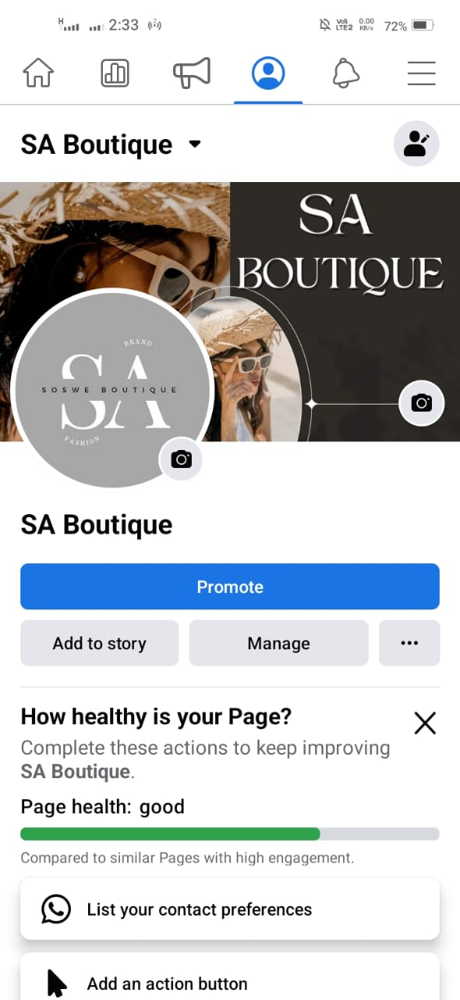 H 2:33
Vo) LTE2 0.00 KB/s 72%
SA Boutique
SA
BOUTIQUE
BRAND
SA
SOSWE BOUTIQUE
FASHION
SA Boutique
Promote
Add to story Manage
How healthy is your Page?
Complete these actions to keep improving
SA Boutique.
Page health: good
Compared to similar Pages with high engagement.
List your contact preferences
Add an action button